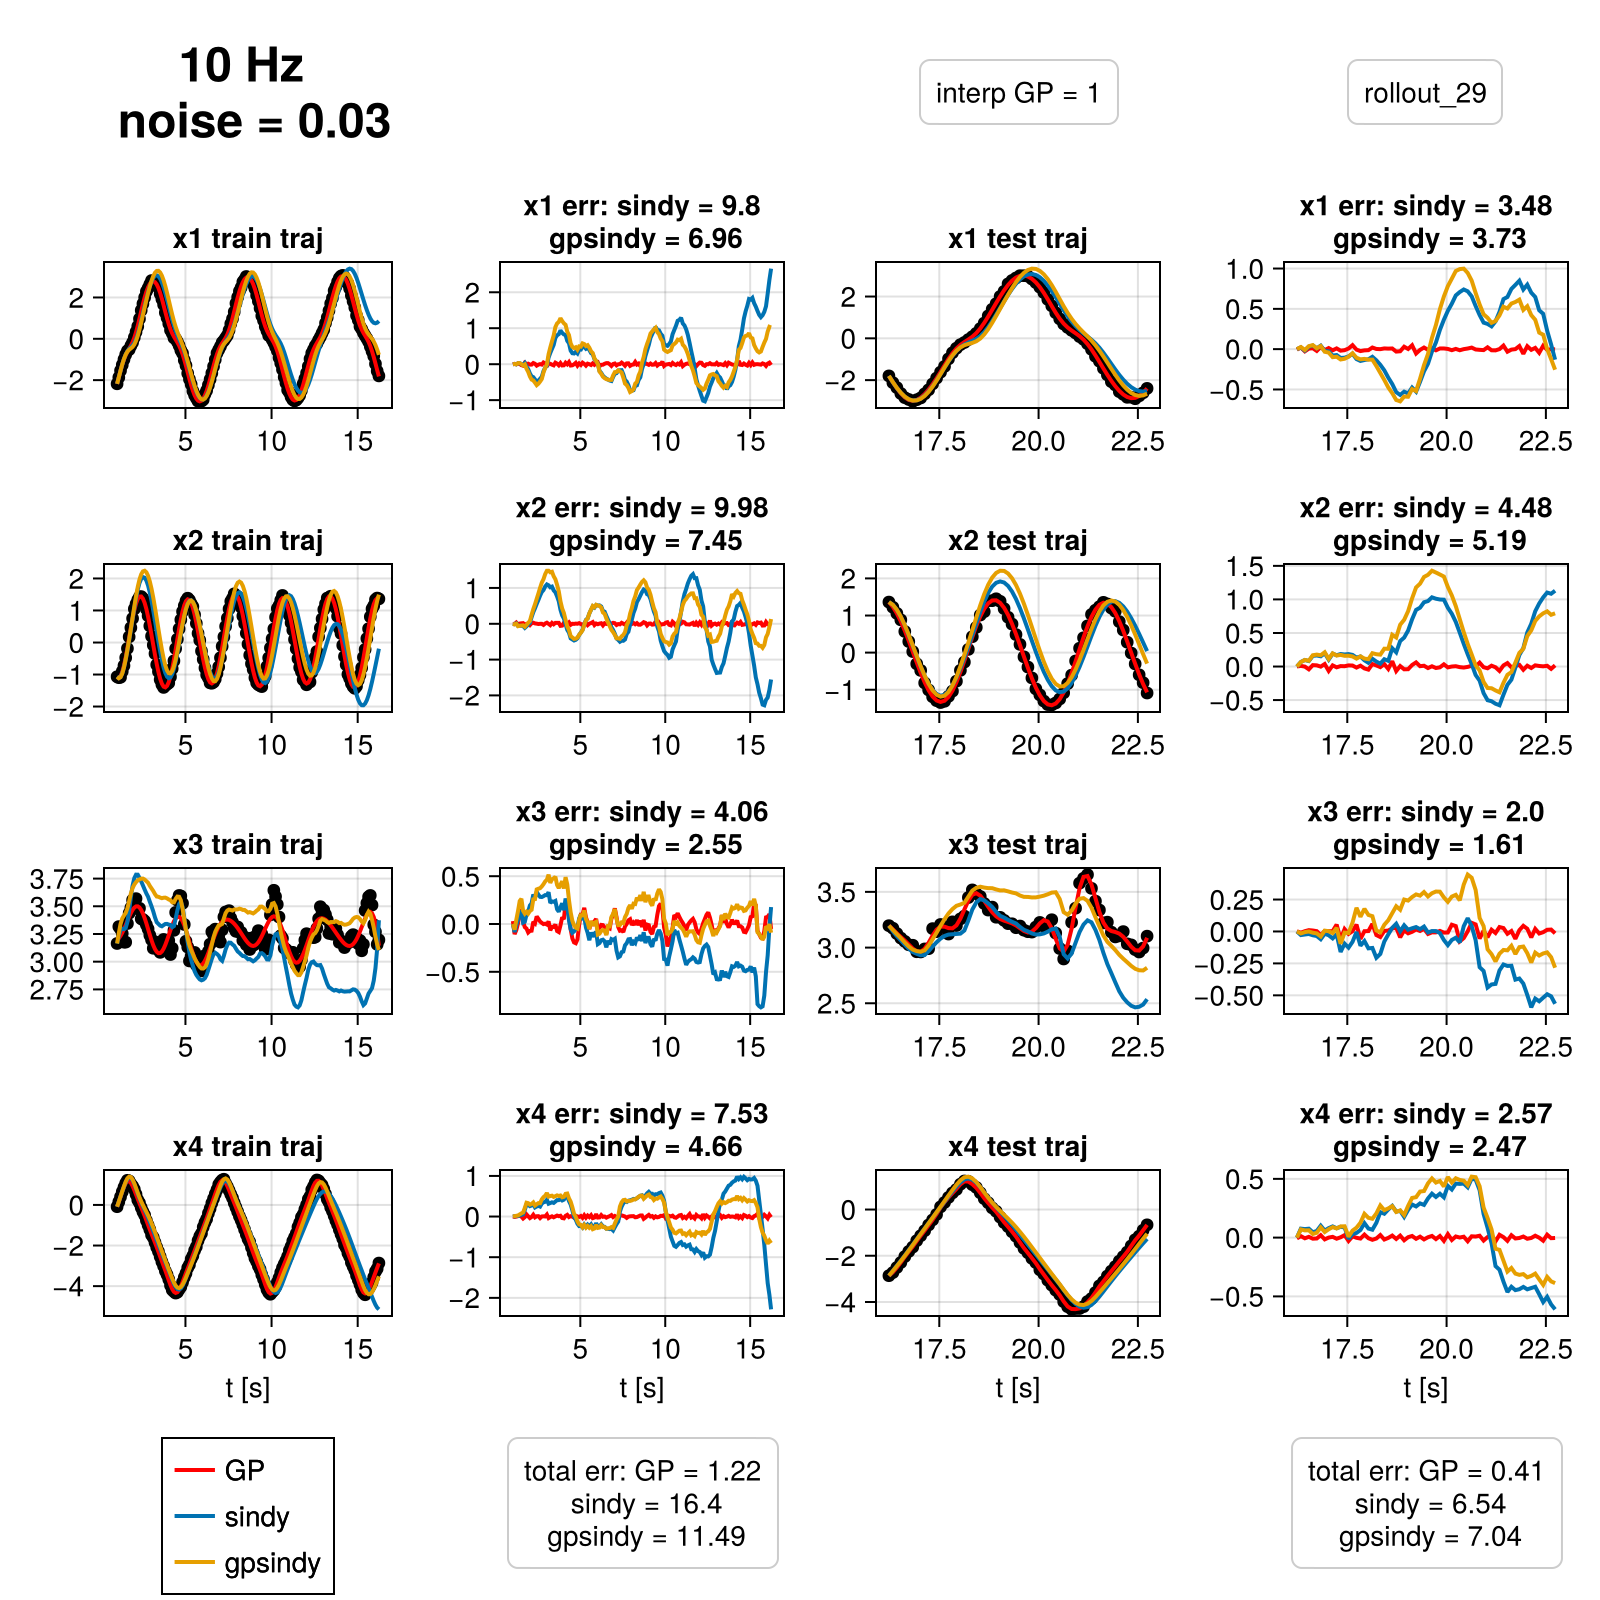 10 Hz
noise = 0.03
interp GP = 1
rollout_29
x1 train traj
2
0
−2
5
10
15
x1 err: sindy = 9.8
gpsindy = 6.96
2
1
0
−1
5
10
15
x1 test traj
2
0
−2
17.5
20.0
22.5
x1 err: sindy = 3.48
gpsindy = 3.73
1.0
0.5
0.0
−0.5
17.5
20.0
22.5
x2 train traj
2
1
0
−1
−2
5
10
15
x2 err: sindy = 9.98
gpsindy = 7.45
1
0
−1
−2
5
10
15
x2 test traj
2
1
0
−1
17.5
20.0
22.5
x2 err: sindy = 4.48
gpsindy = 5.19
1.5
1.0
0.5
0.0
−0.5
17.5
20.0
22.5
x3 train traj
3.75
3.50
3.25
3.00
2.75
5
10
15
x3 err: sindy = 4.06
gpsindy = 2.55
0.5
0.0
−0.5
5
10
15
x3 test traj
3.5
3.0
2.5
17.5
20.0
22.5
x3 err: sindy = 2.0
gpsindy = 1.61
0.25
0.00
−0.25
−0.50
17.5
20.0
22.5
x4 train traj
0
−2
−4
5
10
15
t [s]
x4 err: sindy = 7.53
gpsindy = 4.66
1
0
−1
−2
5
10
15
t [s]
x4 test traj
0
−2
−4
17.5
20.0
22.5
t [s]
x4 err: sindy = 2.57
gpsindy = 2.47
0.5
0.0
−0.5
17.5
20.0
22.5
t [s]
GP
sindy
gpsindy
total err: GP = 1.22
sindy = 16.4
gpsindy = 11.49
total err: GP = 0.41
sindy = 6.54
gpsindy = 7.04